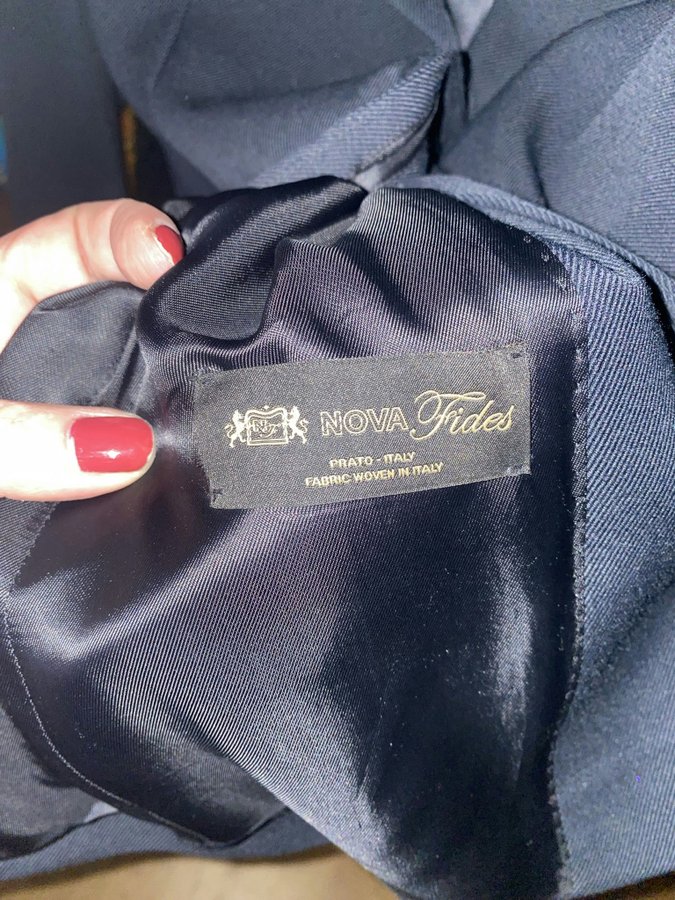 NOVA Fides
PRATO - ITALY
FABRIC WOVEN IN ITALY